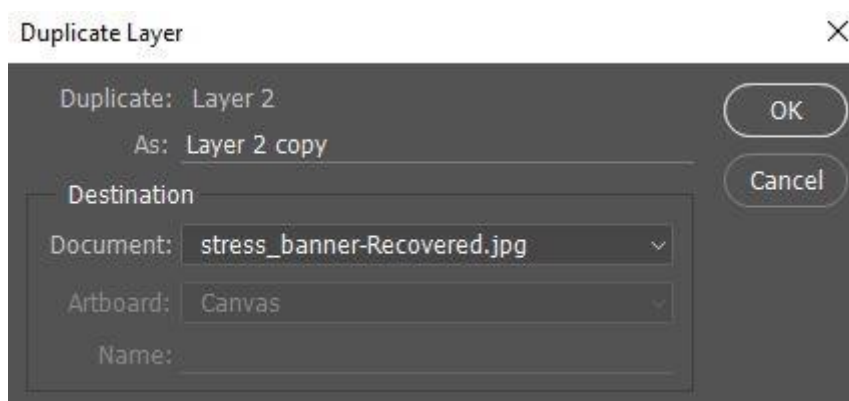 Duplicate Layer
Duplicate: Layer 2
OK
As: Layer 2 copy
Cancel
Destination
Document: stress_banner-Recovered.jpg
Artboard: Canvas
Name: